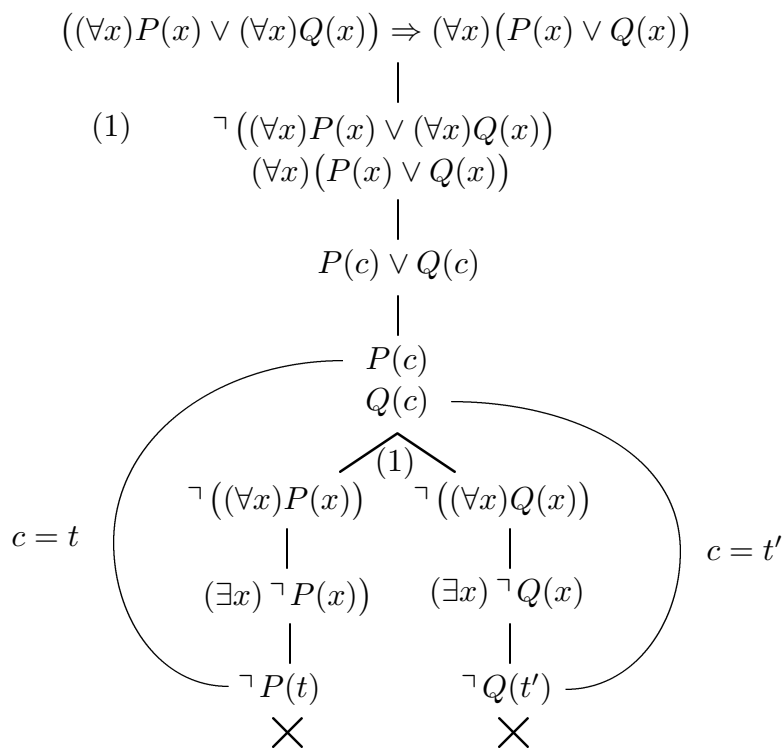 ((∀x)P(x) ∨ (∀x)Q(x)) ⇒ (∀x)(P(x) ∨ Q(x))
(1) ¬((∀x)P(x) ∨ (∀x)Q(x))
(∀x)(P(x) ∨ Q(x))
P(c) ∨ Q(c)
P(c)
Q(c)
(1)
¬((∀x)P(x)) ¬((∀x)Q(x))
c = t c = t′
(∃x)¬P(x)) (∃x)¬Q(x)
¬P(t) ¬Q(t′)